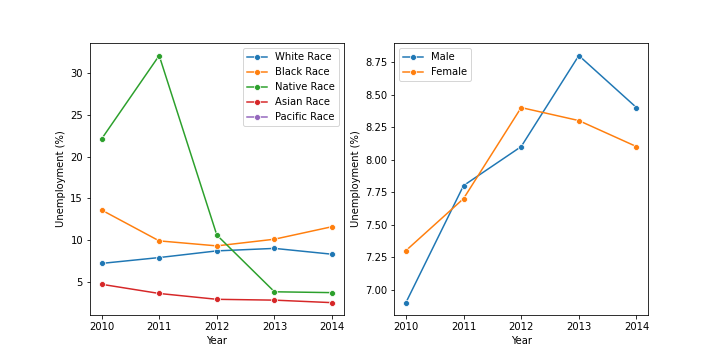 White Race
Black Race
Native Race
Asian Race
Pacific Race
30
25
20
15
10
5
Unemployment (%)
2010 2011 2012 2013 2014
Year
Male
Female
8.75
8.50
8.25
8.00
7.75
7.50
7.25
7.00
Unemployment (%)
2010 2011 2012 2013 2014
Year